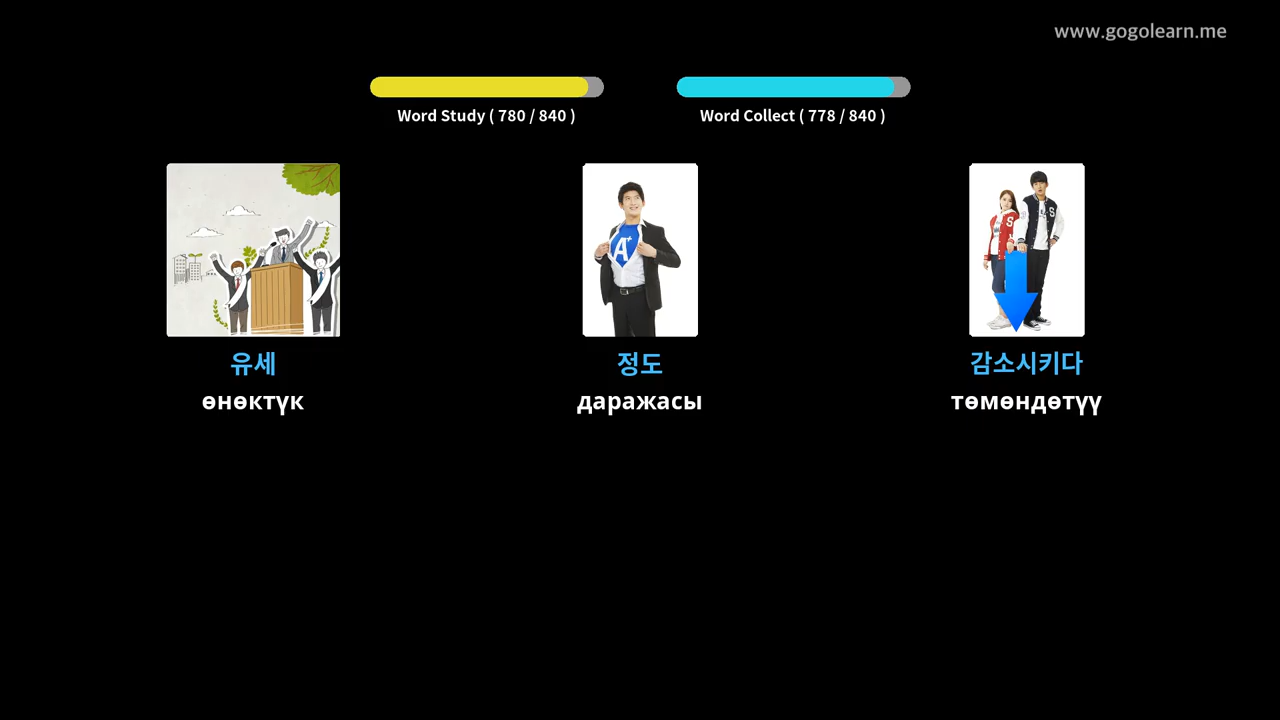 www.gogolearn.me
Word Study ( 780 / 840 )
Word Collect ( 778 / 840 )
유세
정도
감소시키다
өнөктүк
даражасы
төмөндөтүү